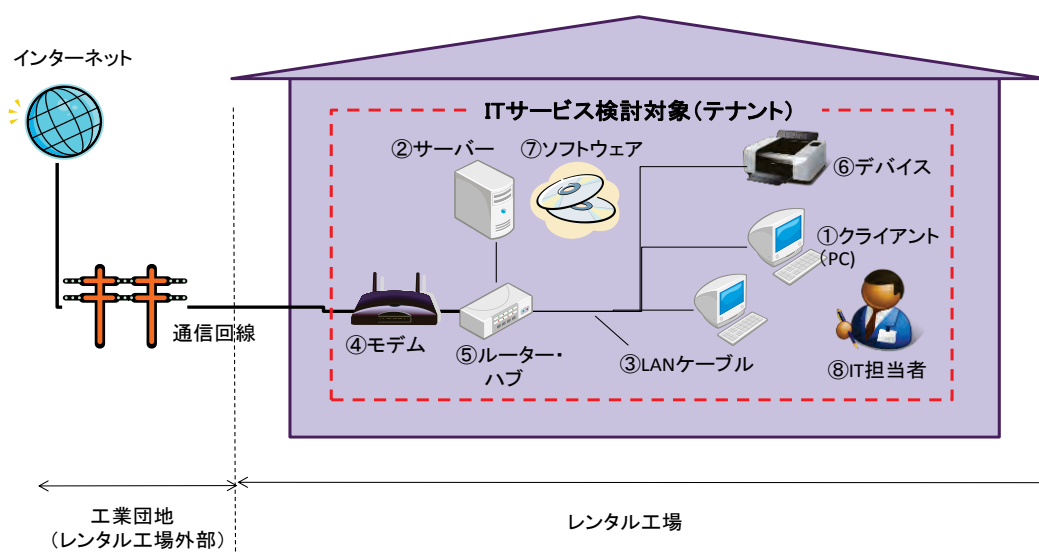 インターネット
ITサービス検討対象(テナント)
②サーバー
⑦ソフトウェア
⑥デバイス
①クライアント
(PC)
通信回線
④モデム
⑤ルーター・
ハブ
③LANケーブル
⑧IT担当者
工業団地
(レンタル工場外部)
レンタル工場